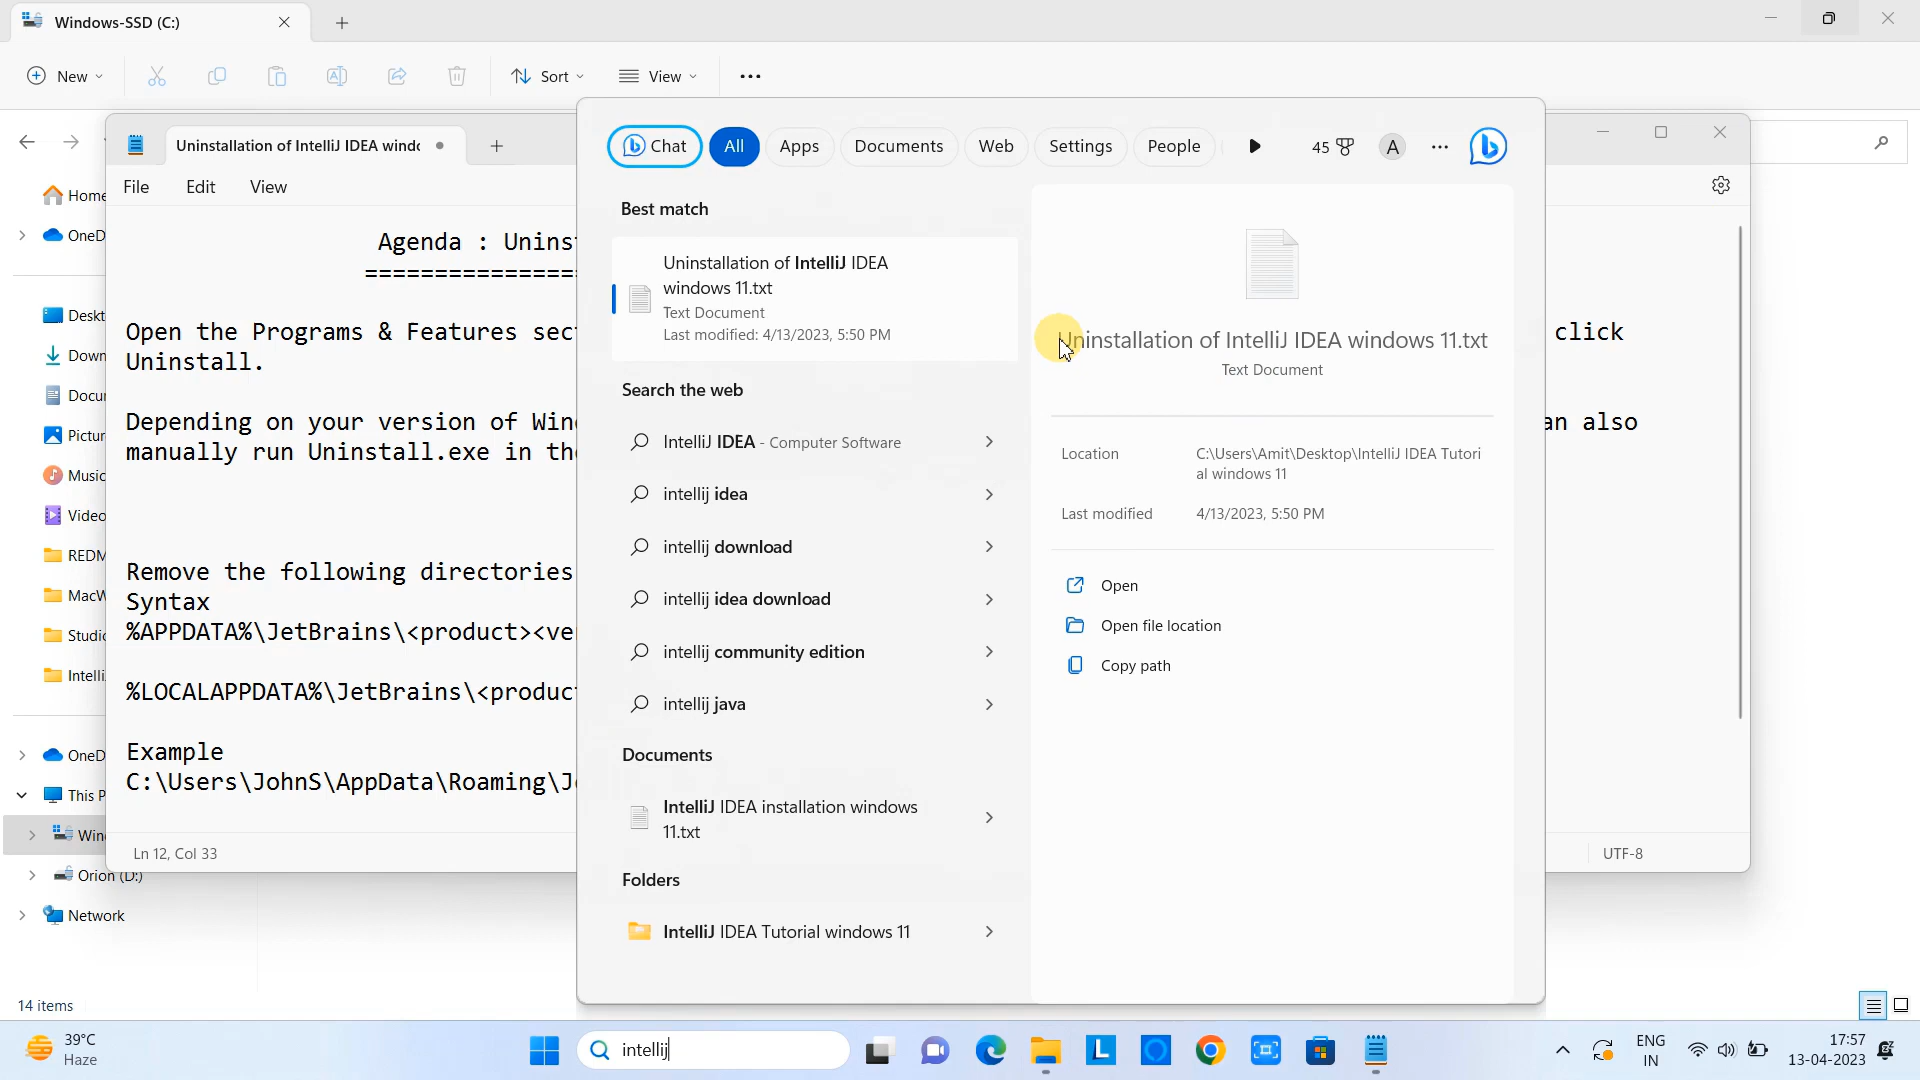 Windows-SSD (C:)
New
Sort
View
Uninstallation of IntelliJ IDEA windo
File Edit View
Agenda : Uninst
================
Open the Programs & Features sec
click
Uninstall.
Depending on your version of Win
an also
manually run Uninstall.exe in the
Remove the following directories
Syntax
%APPDATA%\JetBrains\<product><ver
%LOCALAPPDATA%\JetBrains\<product
Example
C:\Users\JohnS\AppData\Roaming\Je
Ln 12, Col 33
UTF-8
Home
OneD
Deskt
Down
Docum
Pictur
Music
Video
REDM
MacW
Studio
Intelli
OneD
This P
Wind
Orion (D:)
Network
14 items
Chat All Apps Documents Web Settings People
45
A
Best match
Uninstallation of IntelliJ IDEA
windows 11.txt
Text Document
Last modified: 4/13/2023, 5:50 PM
Search the web
IntelliJ IDEA - Computer Software
intellij idea
intellij download
intellij idea download
intellij community edition
intellij java
Documents
IntelliJ IDEA installation windows
11.txt
Folders
IntelliJ IDEA Tutorial windows 11
Uninstallation of IntelliJ IDEA windows 11.txt
Text Document
Location
C:\Users\Amit\Desktop\IntelliJ IDEA Tutori
al windows 11
Last modified
4/13/2023, 5:50 PM
Open
Open file location
Copy path
39°C
Haze
intellij
L
ENG
IN
17:57
13-04-2023